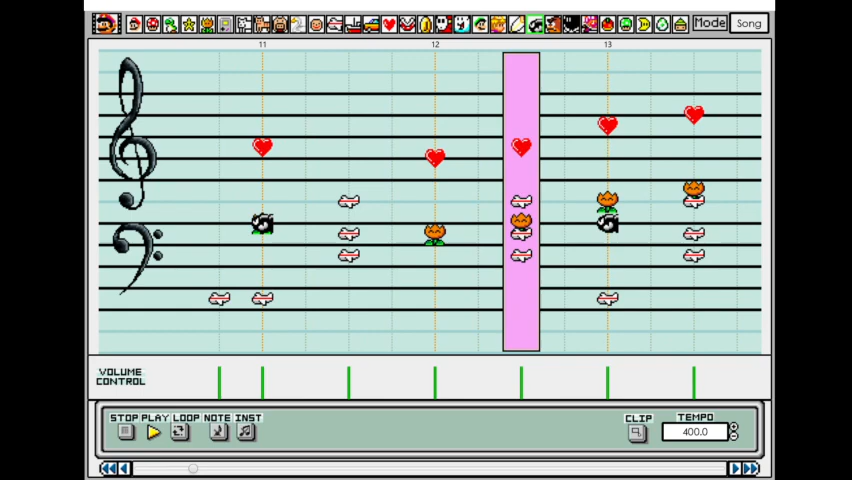 Mode Song
11 12 13
VOLUME
CONTROL
STOP PLAY LOOP NOTE INST
CLIP TEMPO
400.0